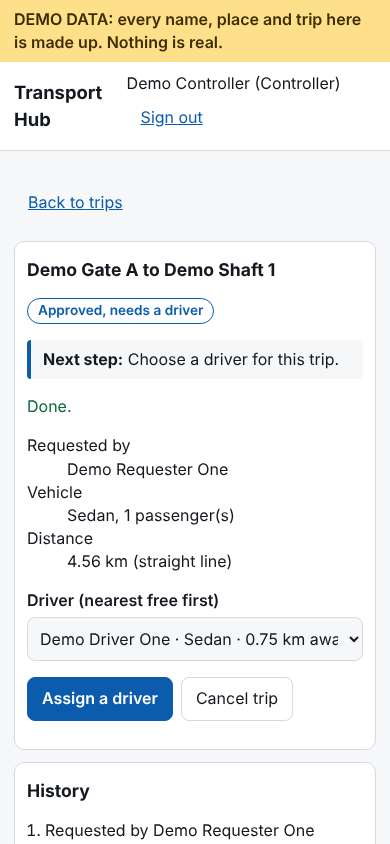 DEMO DATA: every name, place and trip here
is made up. Nothing is real.
Transport
Hub
Demo Controller (Controller)
Sign out
Back to trips
Demo Gate A to Demo Shaft 1
Approved, needs a driver
Next step: Choose a driver for this trip.
Done.
Requested by
Demo Requester One
Vehicle
Sedan, 1 passenger(s)
Distance
4.56 km (straight line)
Driver (nearest free first)
Demo Driver One · Sedan · 0.75 km awa
Assign a driver
Cancel trip
History
1. Requested by Demo Requester One